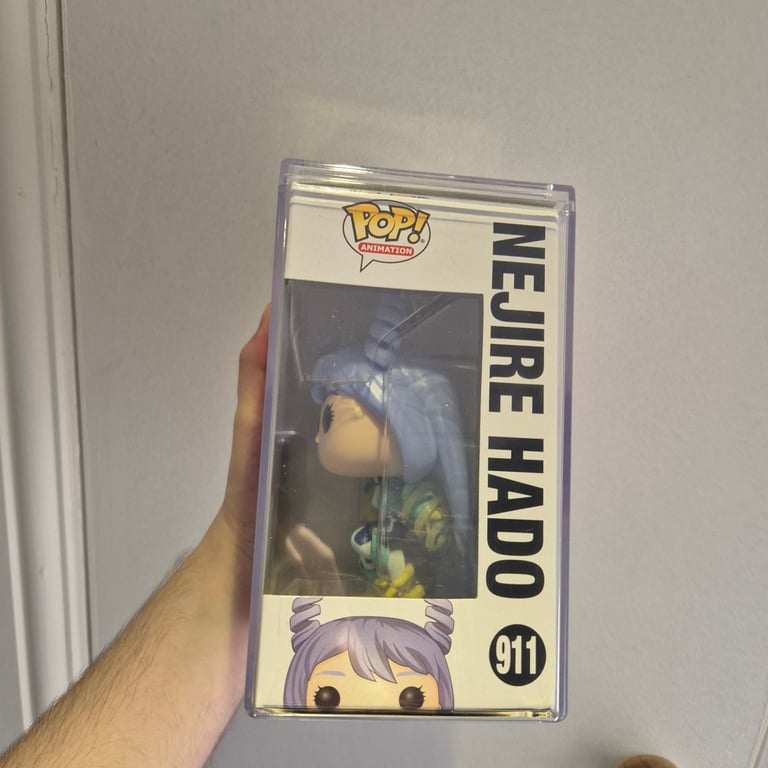 POP!
ANIMATION
NEJIRE HADO
911